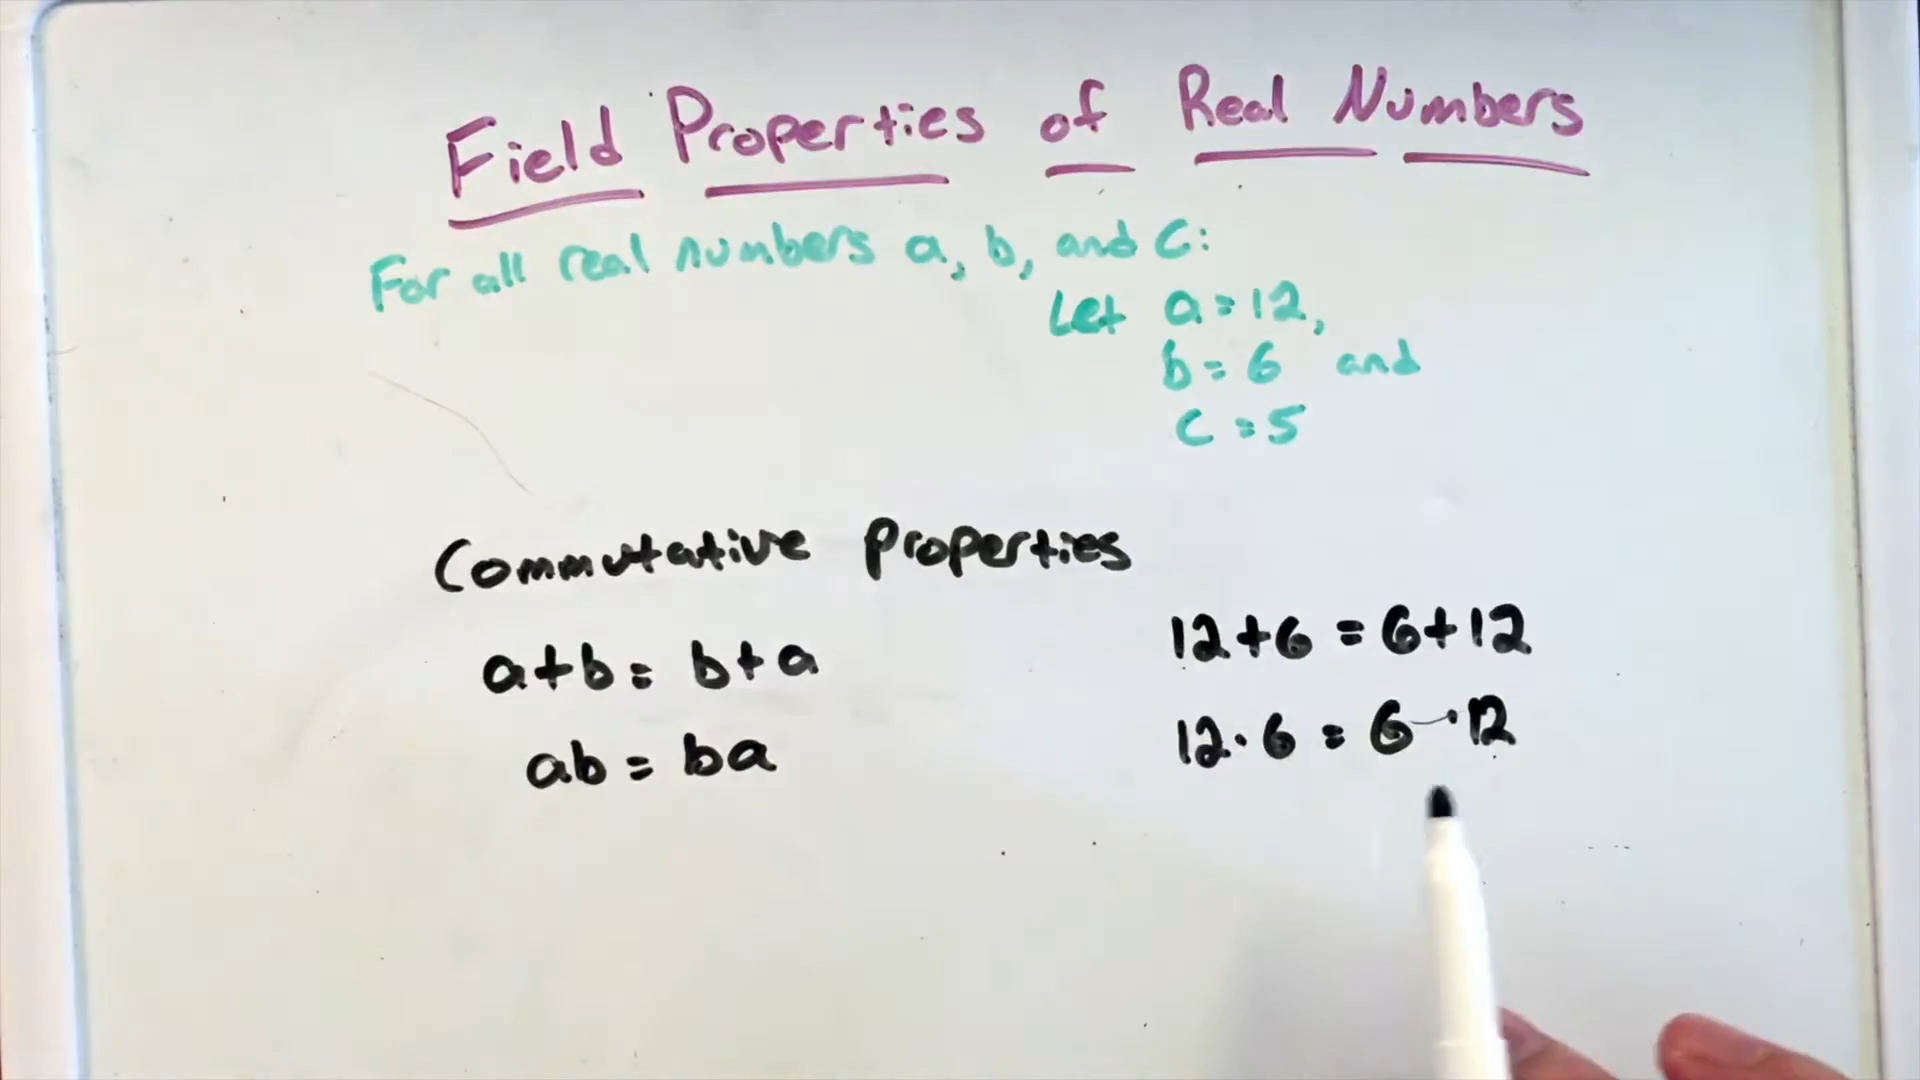 Field Properties of Real Numbers
For all real numbers a, b, and c:
Let a = 12,
b = 6 and
c = 5
Commutative Properties
a+b = b+a
12+6 = 6+12
ab = ba
12·6 = 6·12